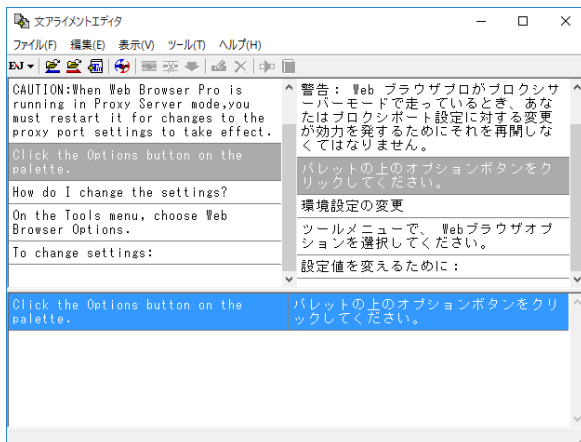 文アライメントエディタ
ファイル(F) 編集(E) 表示(V) ツール(T) ヘルプ(H)
CAUTION:When Web Browser Pro is
running in Proxy Server mode,you
must restart it for changes to the
proxy port settings to take effect.
Click the Options button on the
palette.
How do I change the settings?
On the Tools menu, choose Web
Browser Options.
To change settings:
警告: Web ブラウザプロがプロクシサ
ーバーモードで走っているとき、あな
たはプロクシポート設定に対する変更
が効力を発するためにそれを再開しな
くてはなりません。
パレットの上のオプションボタンをク
リックしてください。
環境設定の変更
ツールメニューで、 Webブラウザオプ
ションを選択してください。
設定値を変えるために:
Click the Options button on the
palette.
パレットの上のオプションボタンをクリ
ックしてください。